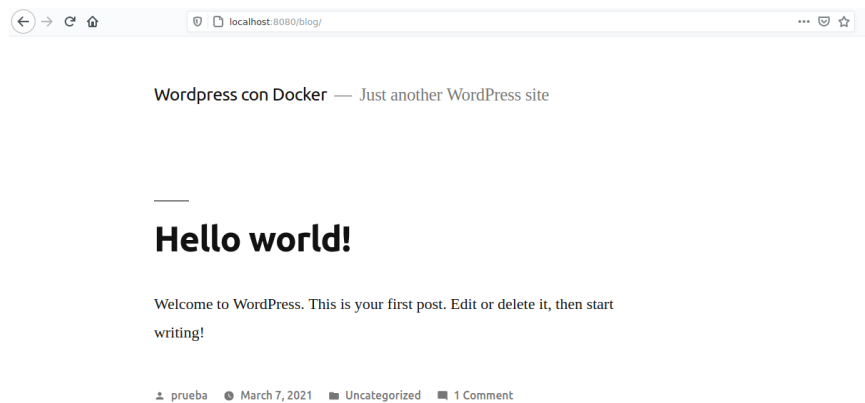 localhost:8080/blog/
Wordpress con Docker — Just another WordPress site
Hello world!
Welcome to WordPress. This is your first post. Edit or delete it, then start
writing!
prueba March 7, 2021 Uncategorized 1 Comment